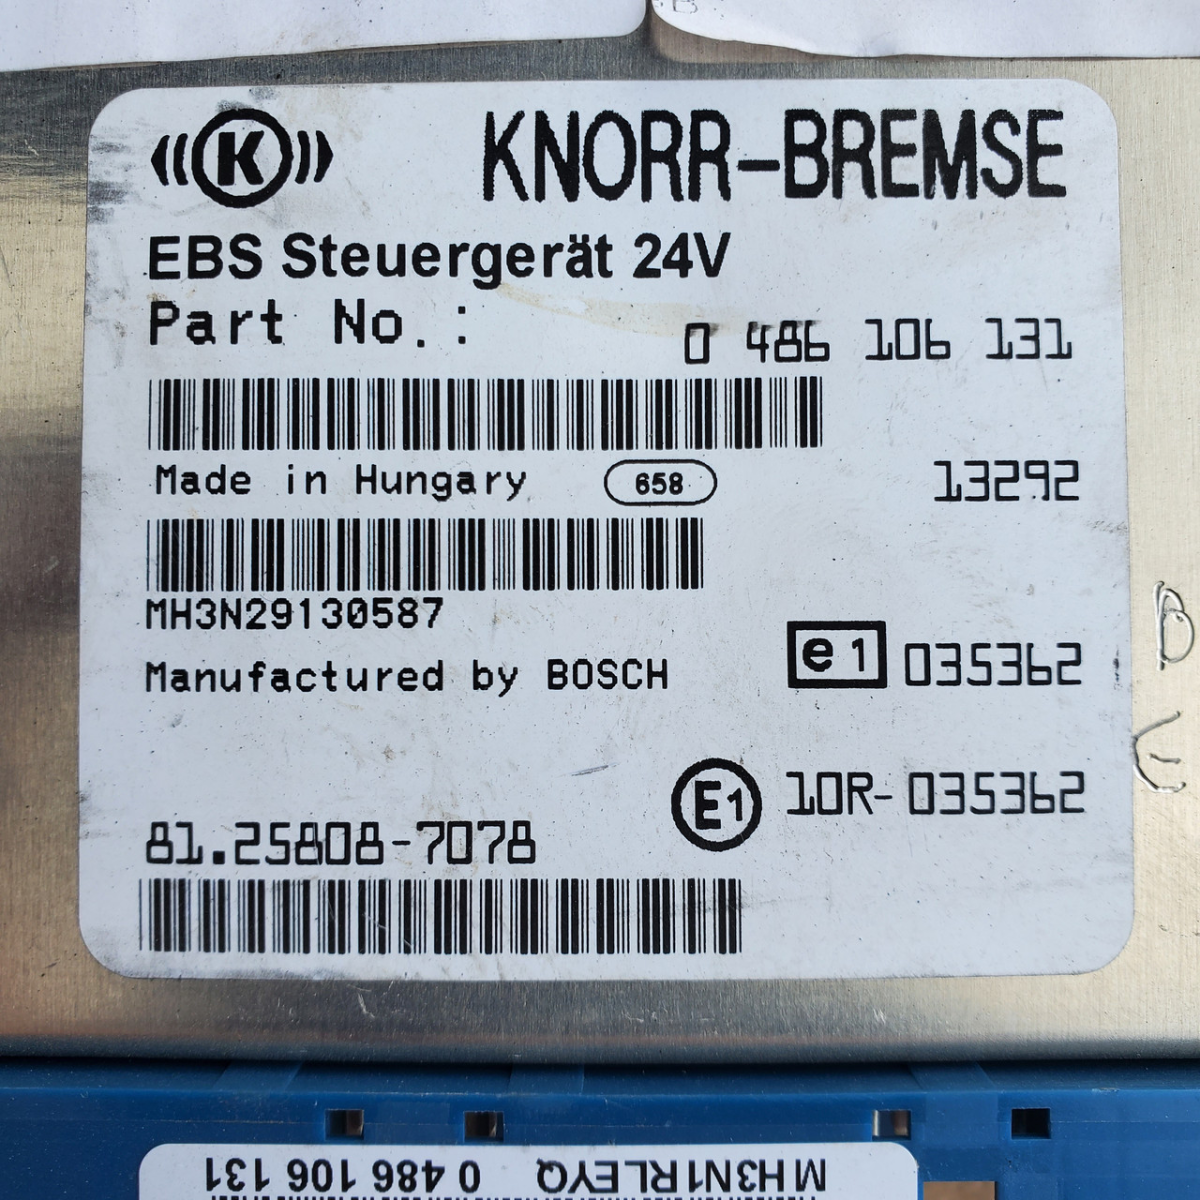 K KNORR-BREMSE
EBS Steuergerät 24V
Part No.: 0 486 106 131
Made in Hungary 658 13292
MH3N29130587
Manufactured by BOSCH e1 035362
E1 10R-035362
81.25808-7078
B
E
MH3N1RLEYQ 0 486 106 131